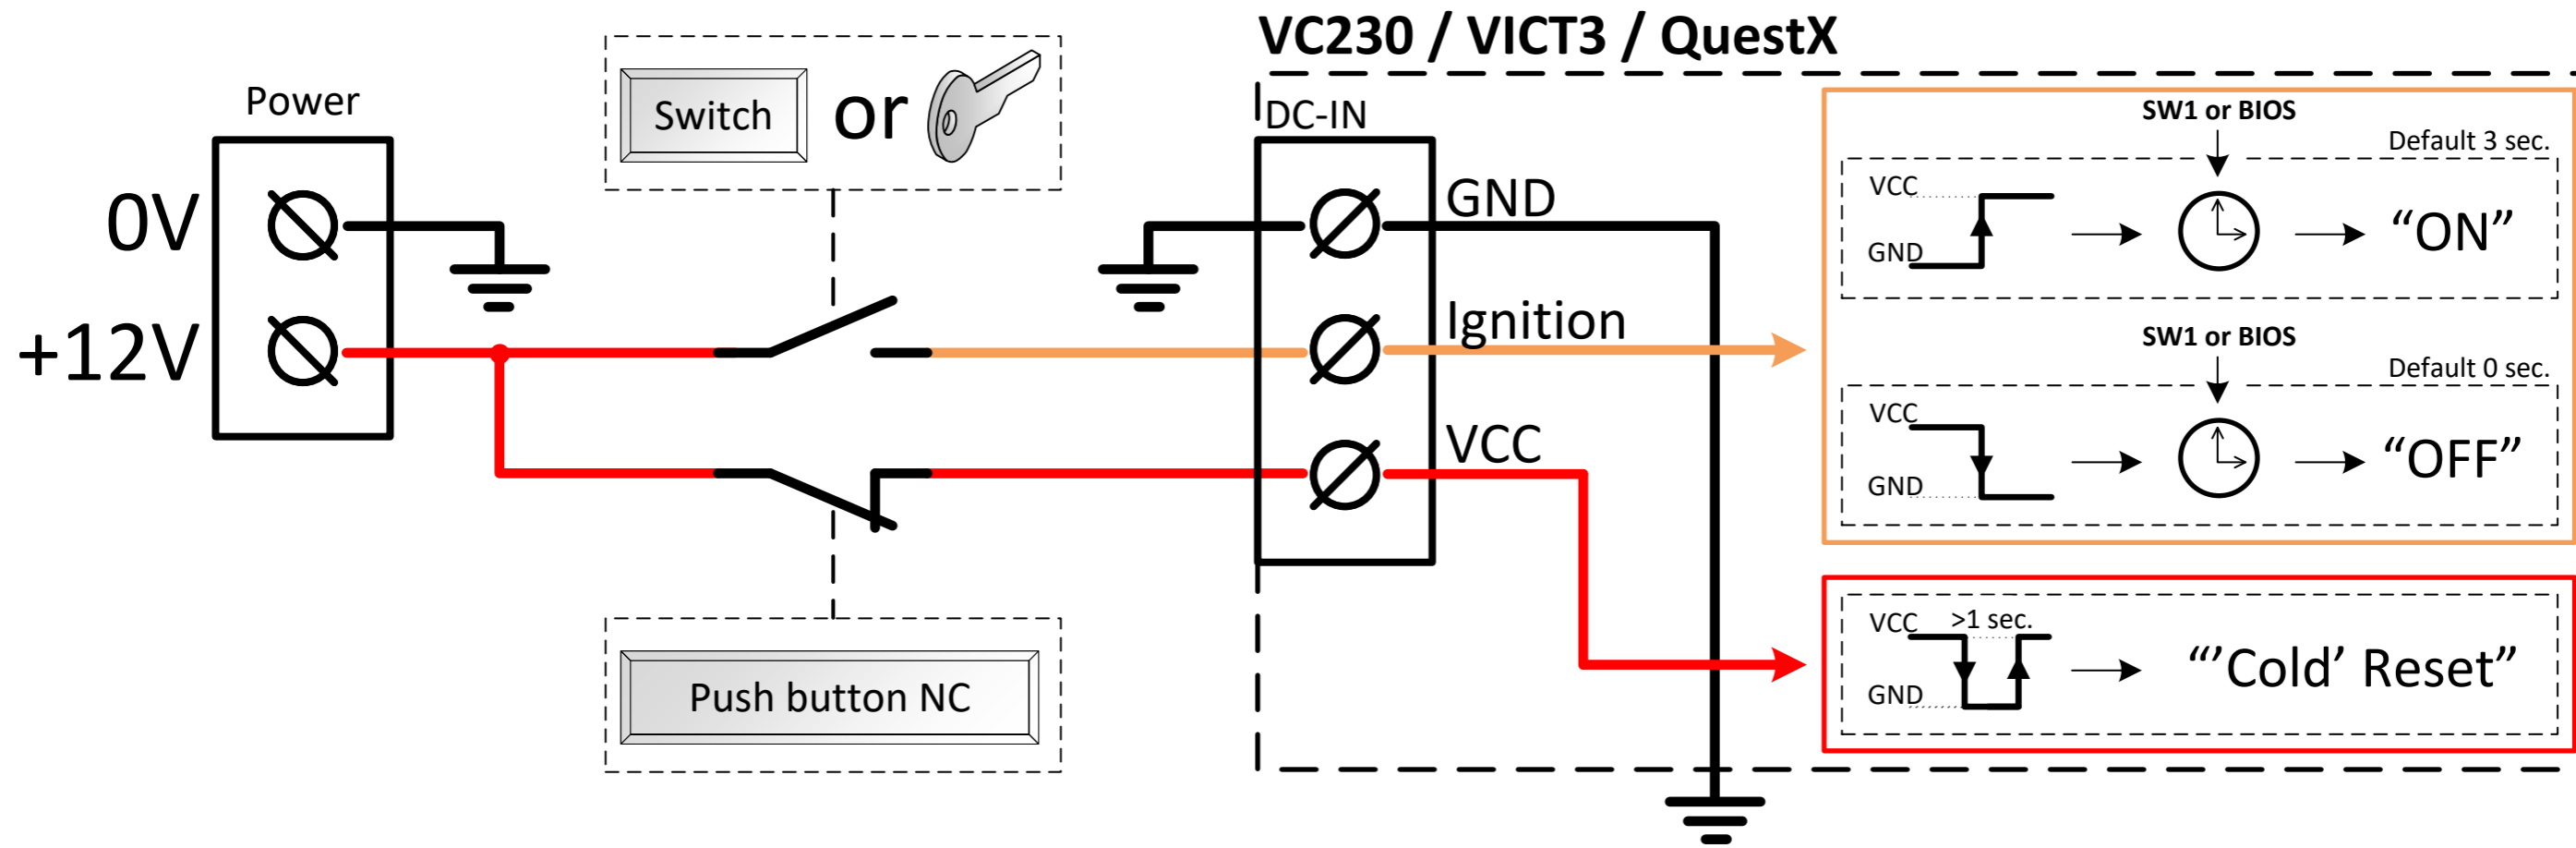 VC230 / VICT3 / QuestX
Power
0V
+12V
Switch
or
Push button NC
DC-IN
GND
Ignition
VCC
SW1 or BIOS
Default 3 sec.
VCC
GND
“ON”
SW1 or BIOS
Default 0 sec.
VCC
GND
“OFF”
VCC >1 sec.
GND
“’Cold’ Reset”